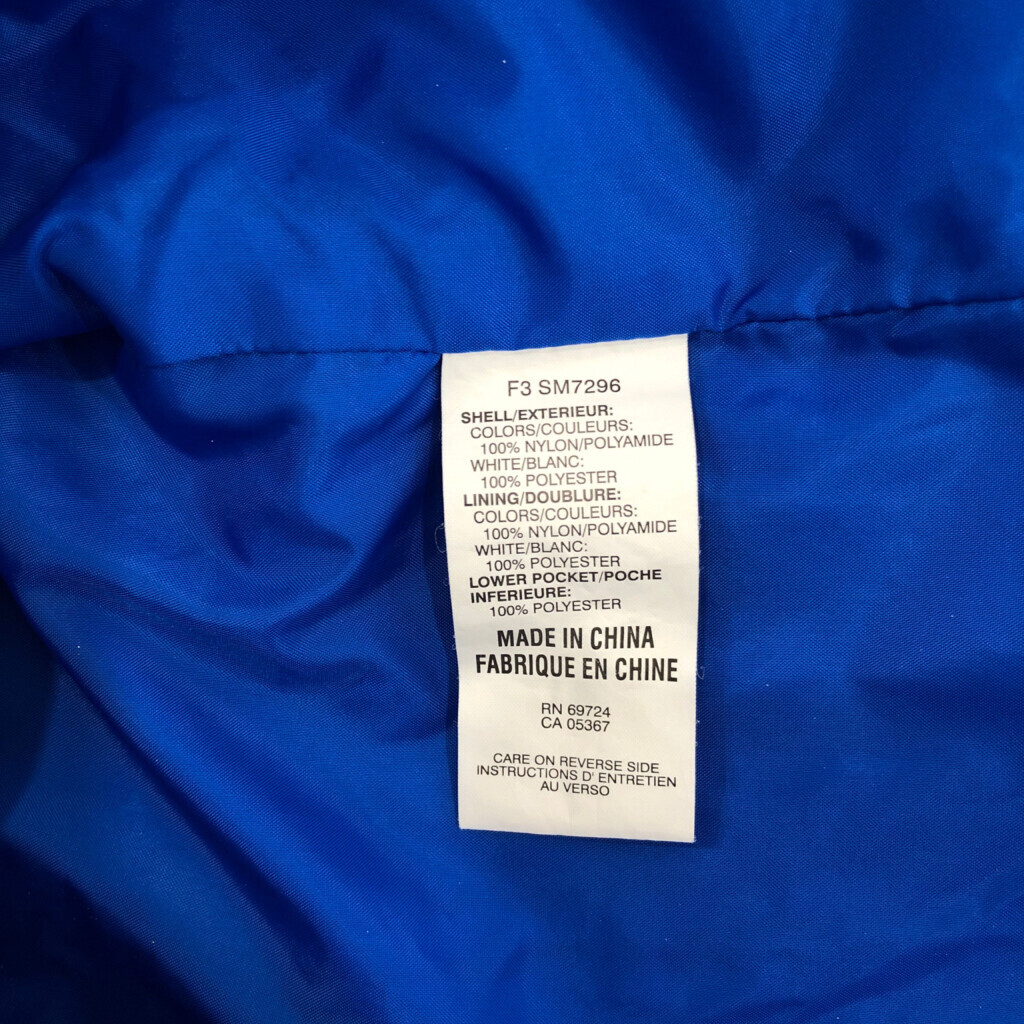 F3 SM7296
SHELL/EXTERIEUR:
COLORS/COULEURS:
100% NYLON/POLYAMIDE
WHITE/BLANC:
100% POLYESTER
LINING/DOUBLURE:
COLORS/COULEURS:
100% NYLON/POLYAMIDE
WHITE/BLANC:
100% POLYESTER
LOWER POCKET/POCHE
INFERIEURE:
100% POLYESTER
MADE IN CHINA
FABRIQUE EN CHINE
RN 69724
CA 05367
CARE ON REVERSE SIDE
INSTRUCTIONS D' ENTRETIEN
AU VERSO